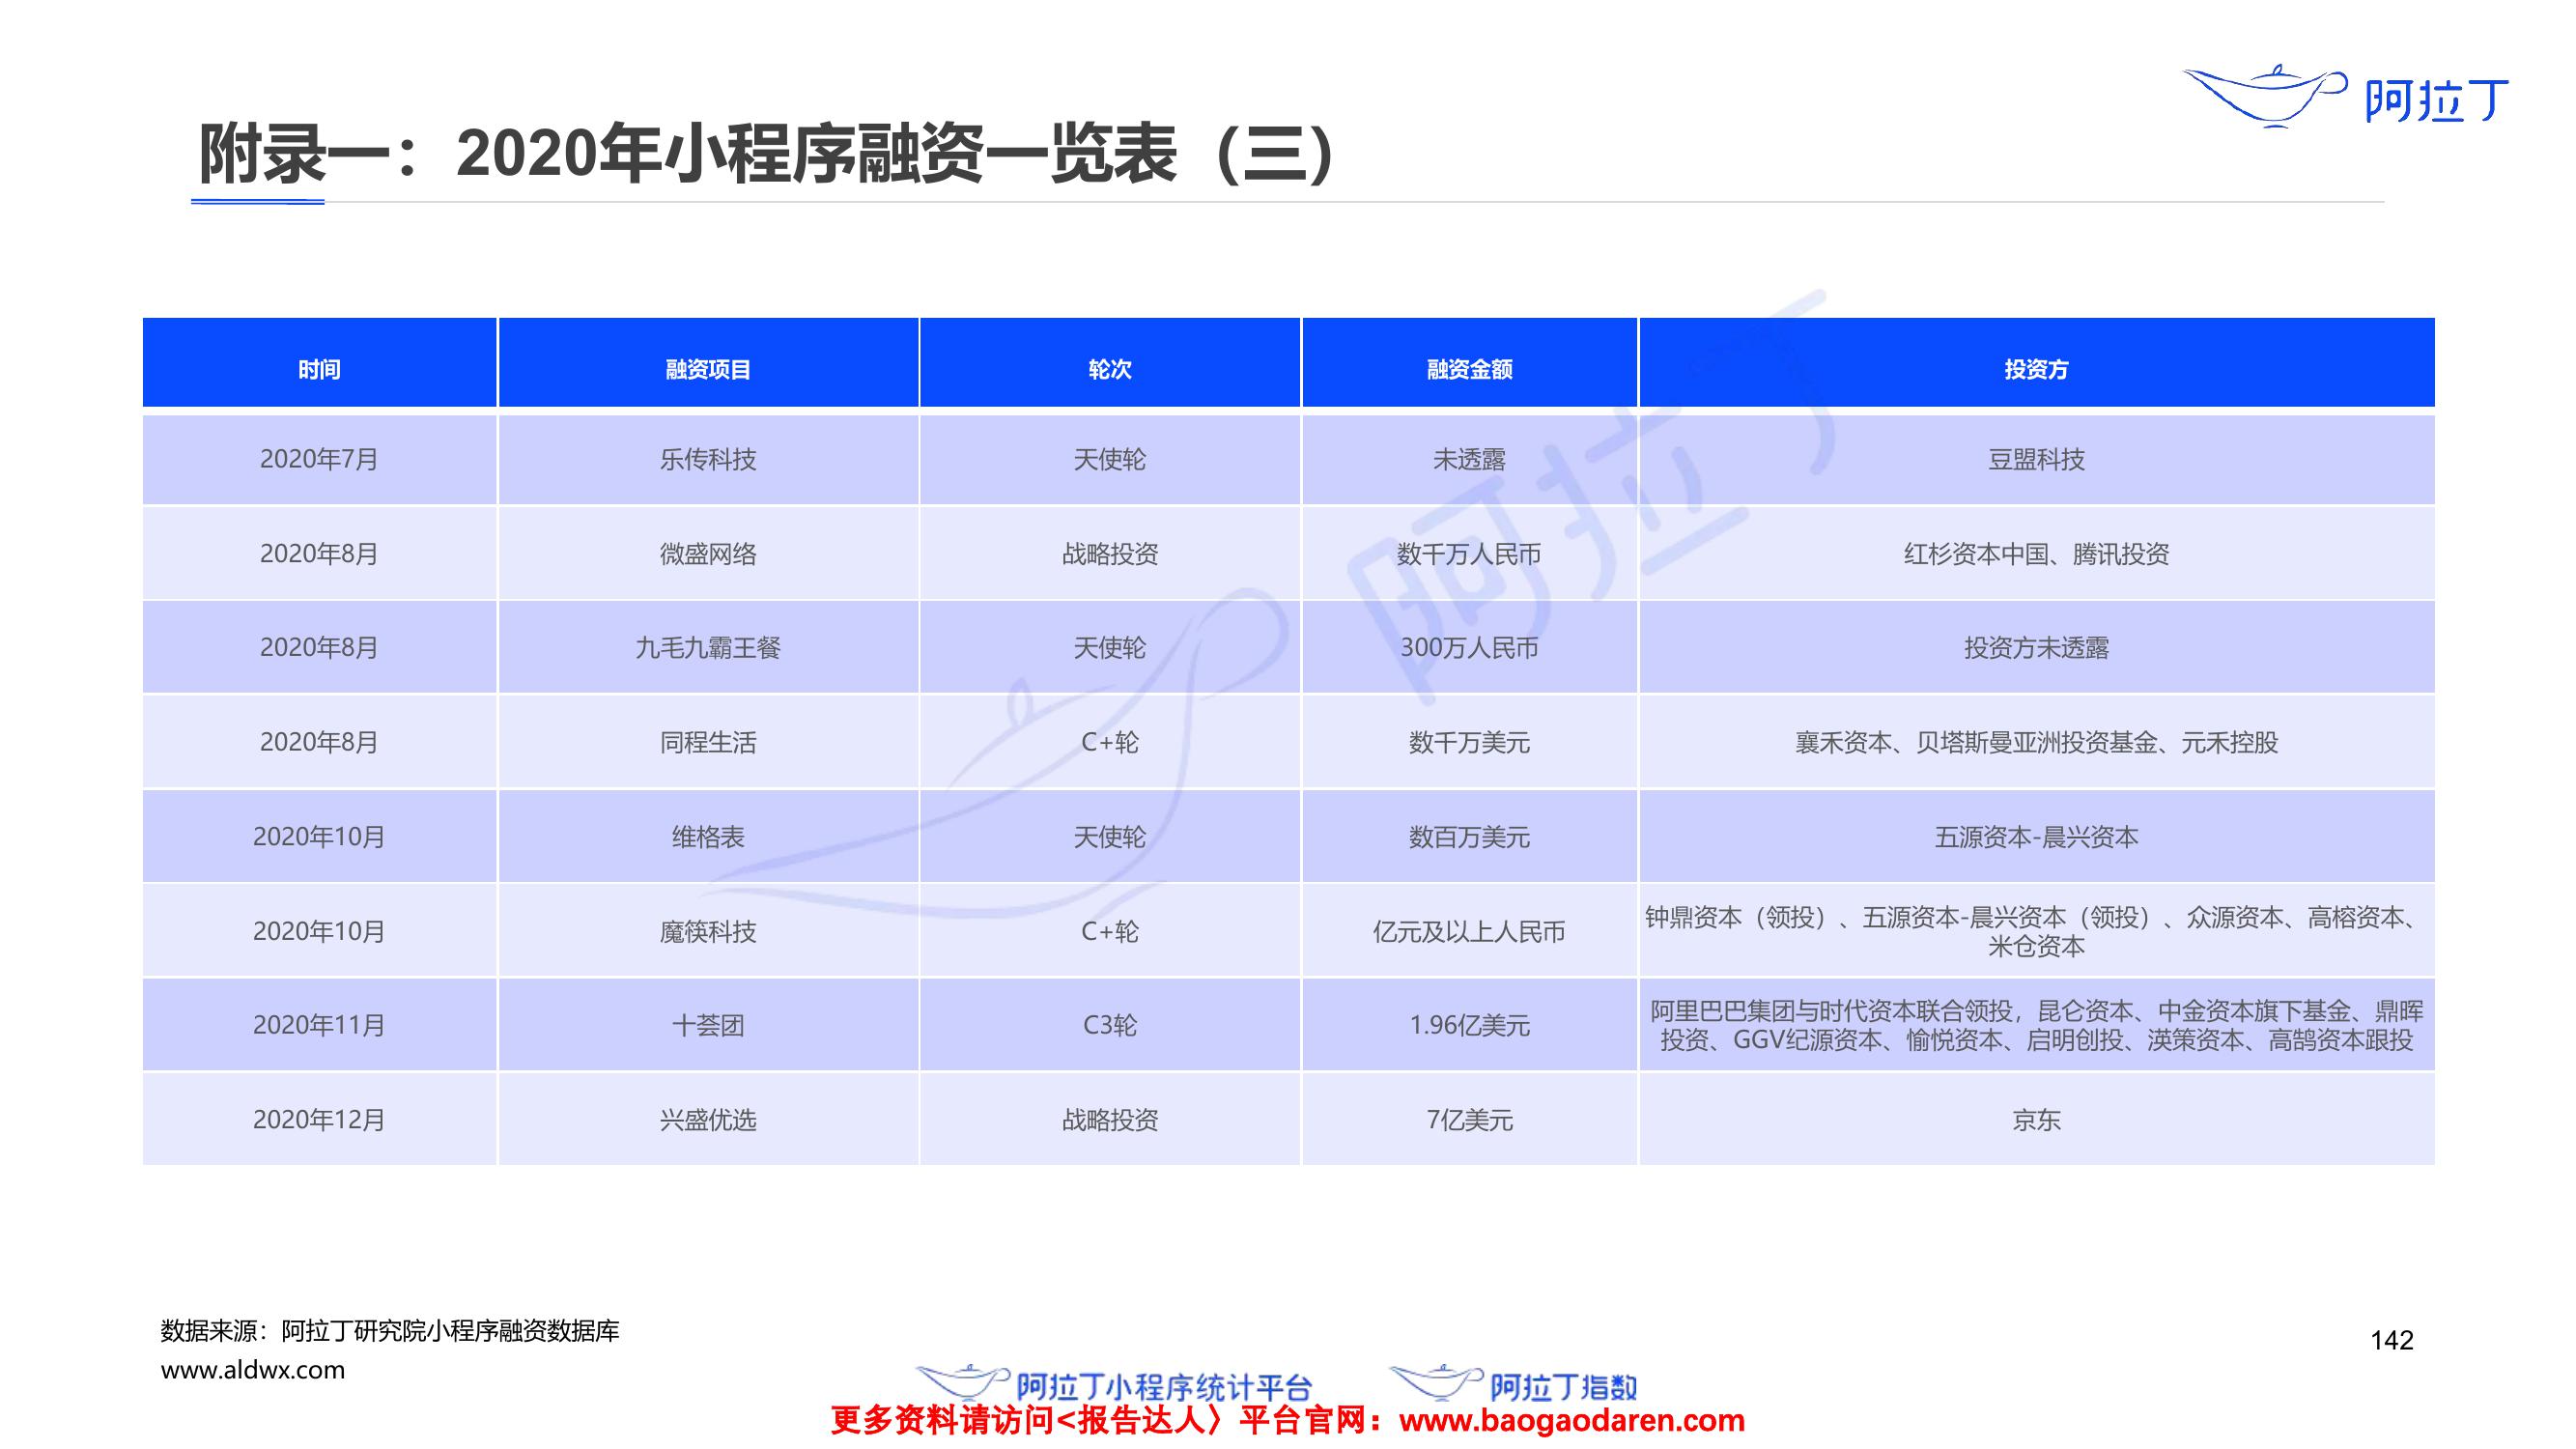 阿拉丁
附录一：2020年小程序融资一览表（三）
时间 融资项目 轮次 融资金额 投资方
2020年7月 乐传科技 天使轮 未透露 豆盟科技
2020年8月 微盛网络 战略投资 数千万人民币 红杉资本中国、腾讯投资
2020年8月 九毛九霸王餐 天使轮 300万人民币 投资方未透露
2020年8月 同程生活 C+轮 数千万美元 襄禾资本、贝塔斯曼亚洲投资基金、元禾控股
2020年10月 维格表 天使轮 数百万美元 五源资本-晨兴资本
2020年10月 魔筷科技 C+轮 亿元及以上人民币 钟鼎资本（领投）、五源资本-晨兴资本（领投）、众源资本、高榕资本、
米仓资本
2020年11月 十荟团 C3轮 1.96亿美元 阿里巴巴集团与时代资本联合领投，昆仑资本、中金资本旗下基金、鼎晖
投资、GGV纪源资本、愉悦资本、启明创投、渶策资本、高鹄资本跟投
2020年12月 兴盛优选 战略投资 7亿美元 京东
阿拉丁
数据来源：阿拉丁研究院小程序融资数据库
www.aldwx.com
142
阿拉丁小程序统计平台 阿拉丁指数
更多资料请访问<报告达人〉平台官网：www.baogaodaren.com